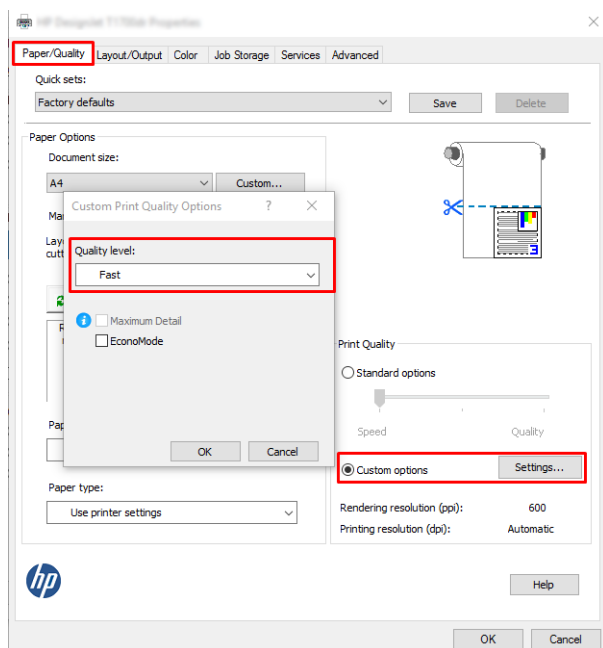 HP DesignJet T1700dr Properties
Paper/Quality Layout/Output Color Job Storage Services Advanced
Quick sets:
Factory defaults Save Delete
Paper Options
Document size:
A4 Custom...
Custom Print Quality Options ? ×
Quality level:
Fast
Maximum Detail
EconoMode
OK Cancel
Print Quality
Standard options
Speed Quality
Custom options Settings...
Paper type:
Use printer settings
Rendering resolution (ppi): 600
Printing resolution (dpi): Automatic
hp
Help
OK Cancel